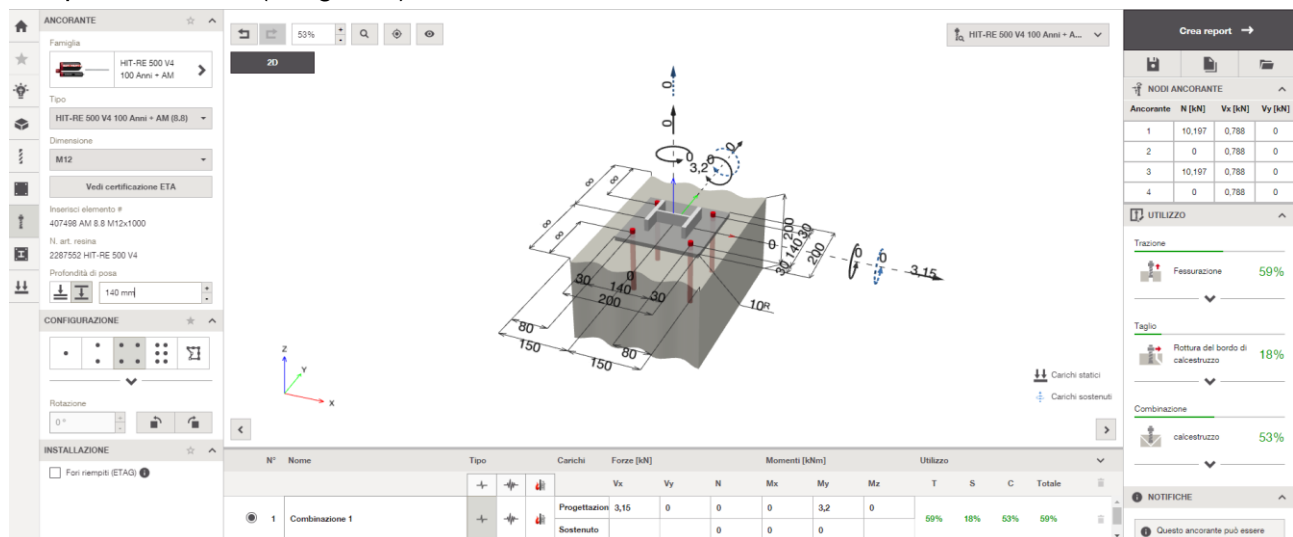 ANCORANTE
Famiglia
HIT-RE 500 V4
100 Anni + AM
Tipo
HIT-RE 500 V4 100 Anni + AM (8.8)
Dimensione
M12
Vedi certificazione ETA
Inserisci elemento #
407498 AM 8.8 M12x1000
N. art. resina
2287552 HIT-RE 500 V4
Profondità di posa
140 mm
CONFIGURAZIONE
Rotazione
0 °
INSTALLAZIONE
Fori riempiti (ETAG)
53%
2D
HIT-RE 500 V4 100 Anni + A...
0
0
0
3,2
0
∞
∞
∞
∞
200
0
30
140
30
200
0
0
3,15
30
0
140
30
200
10R
80
150
80
150
Z
Y
X
Carichi statici
Carichi sostenuti
N° Nome Tipo Carichi Forze [kN] Momenti [kNm] Utilizzo
Vx Vy N Mx My Mz T S C Totale
1 Combinazione 1 Progettazion 3,15 0 0 0 3,2 0 59% 18% 53% 59%
Sostenuto 0 0 0
Crea report
NODI ANCORANTE
Ancorante N [kN] Vx [kN] Vy [kN]
1 10,197 0,788 0
2 0 0,788 0
3 10,197 0,788 0
4 0 0,788 0
UTILIZZO
Trazione
Fessurazione 59%
Taglio
Rottura del bordo di
calcestruzzo 18%
Combinazione
calcestruzzo 53%
NOTIFICHE
Questo ancorante può essere